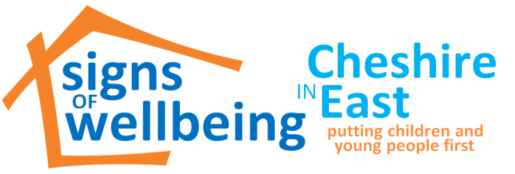 signs
OF
wellbeing
Cheshire
IN East
putting children and
young people first